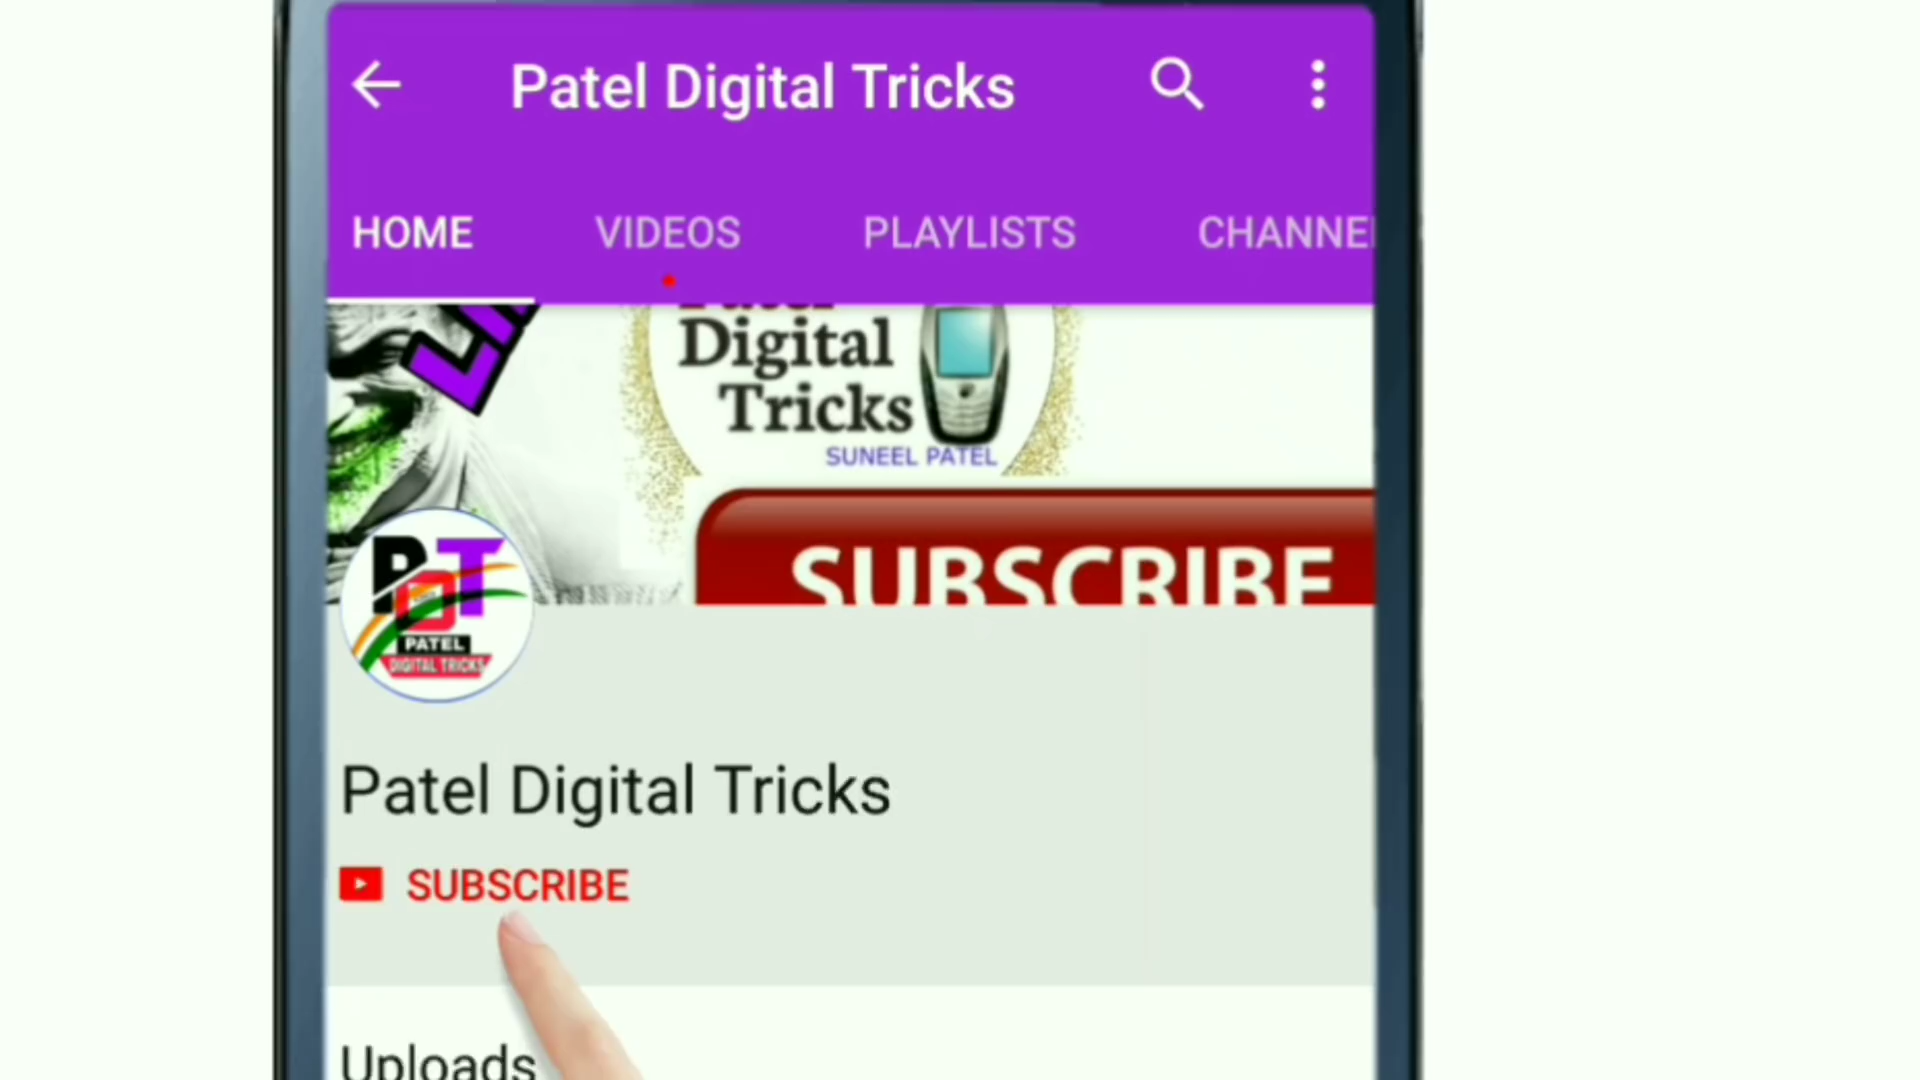 Patel Digital Tricks
HOME VIDEOS PLAYLISTS CHANNE
Digital
Tricks
SUNEEL PATEL
SUBSCRIBE
PATEL
DIGITAL TRICKS
Patel Digital Tricks
SUBSCRIBE
Uploads